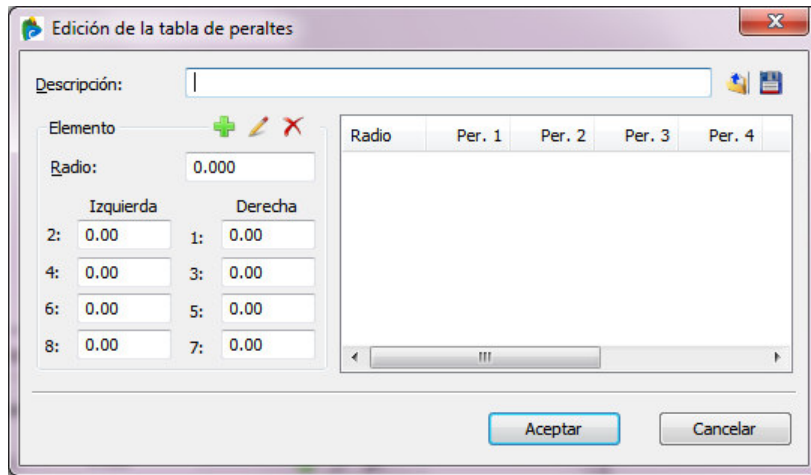 Edición de la tabla de peraltes
Descripción:
Elemento
Radio: 0.000
Izquierda Derecha
2: 0.00 1: 0.00
4: 0.00 3: 0.00
6: 0.00 5: 0.00
8: 0.00 7: 0.00
Radio Per. 1 Per. 2 Per. 3 Per. 4
Aceptar Cancelar